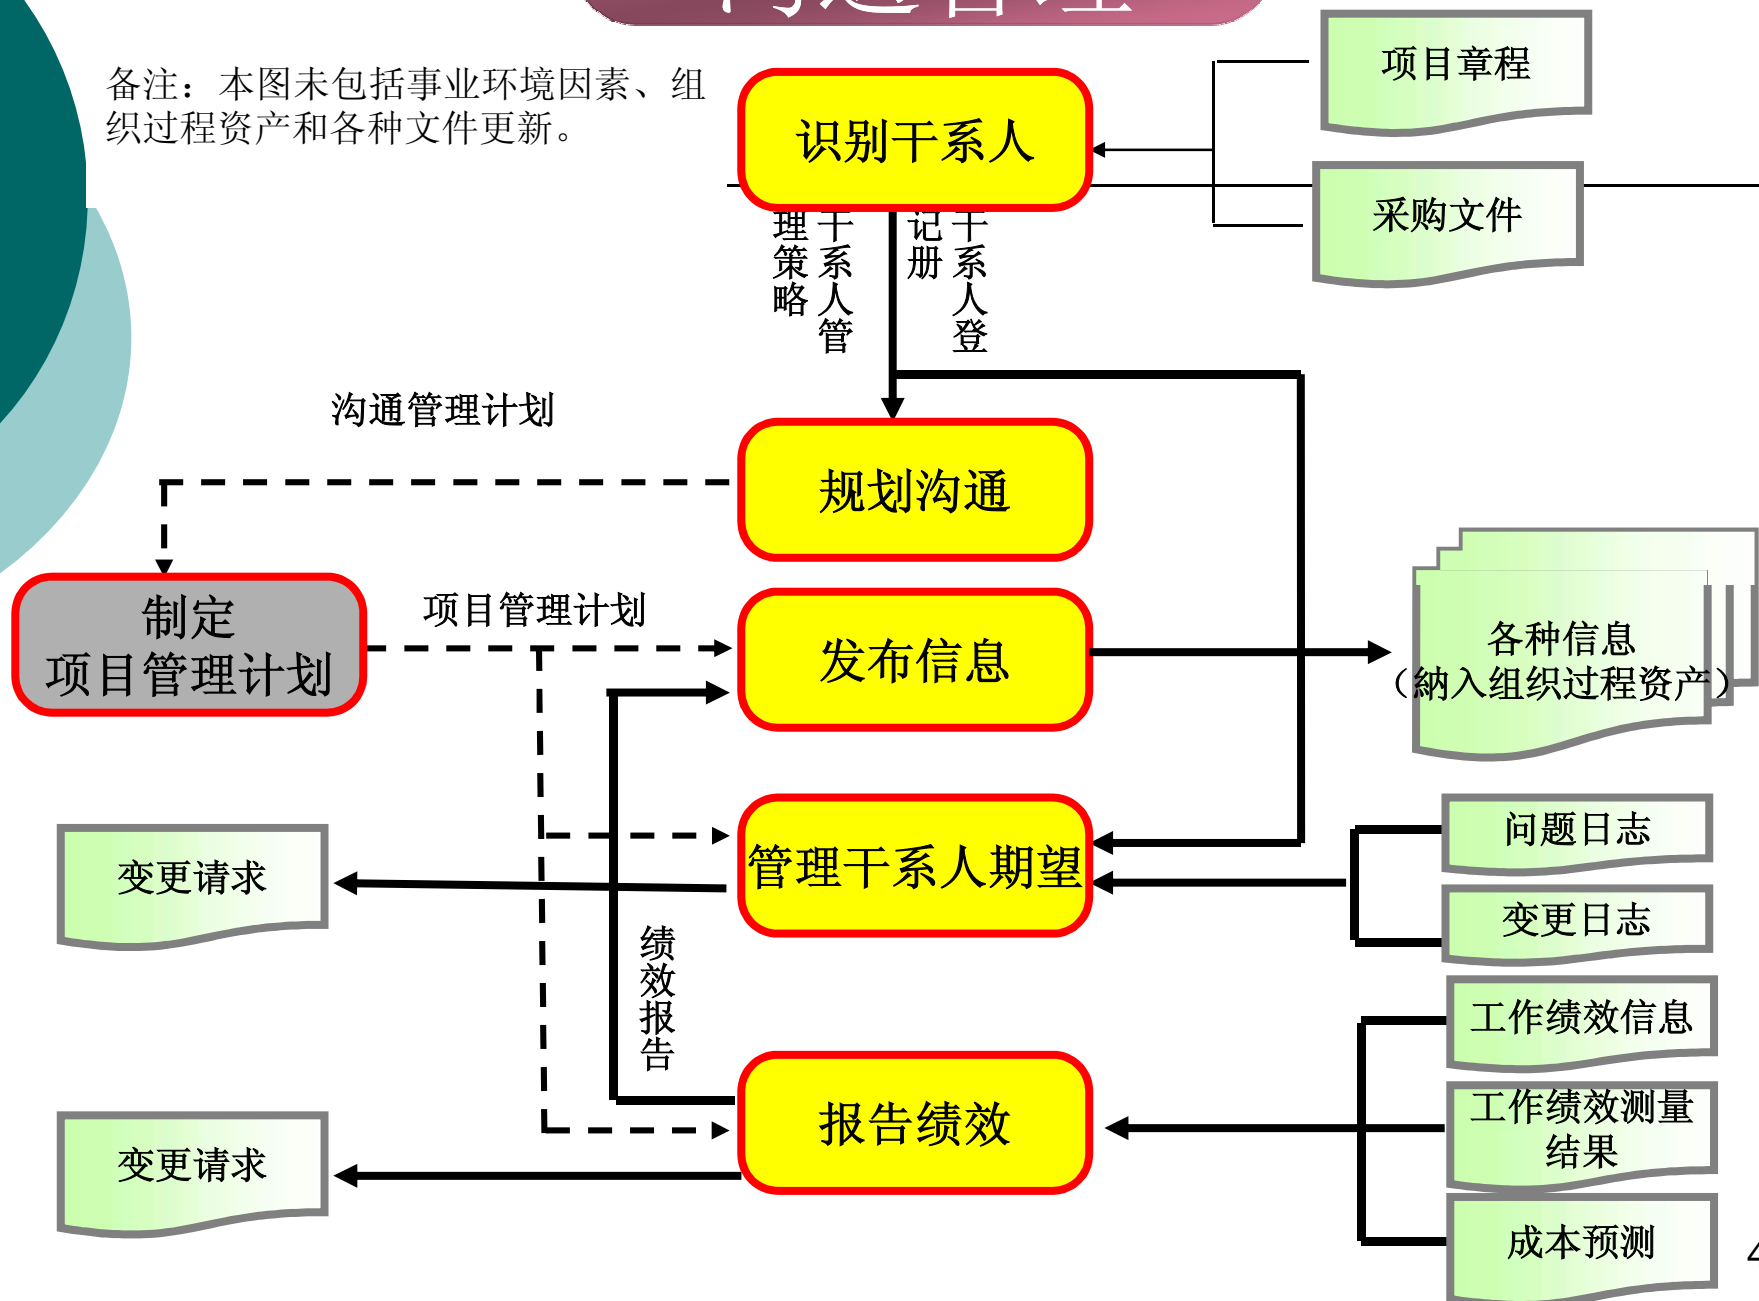 沟通管理
备注：本图未包括事业环境因素、组
织过程资产和各种文件更新。
识别干系人
项目章程
采购文件
干系人管
理策略
干系人登
记册
沟通管理计划
规划沟通
制定
项目管理计划
项目管理计划
发布信息
各种信息
（納入组织过程资产）
管理干系人期望
问题日志
变更日志
变更请求
绩效报告
工作绩效信息
工作绩效测量
结果
成本预测
报告绩效
变更请求